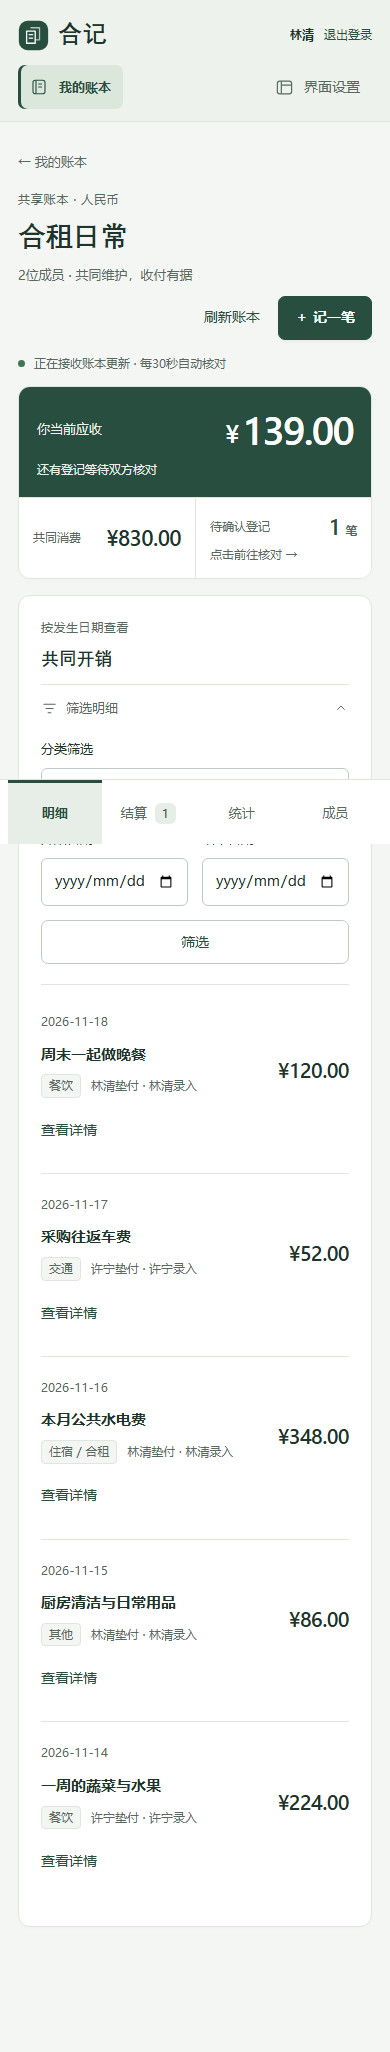 合记
林清 退出登录
我的账本
界面设置
← 我的账本
共享账本 · 人民币
合租日常
2位成员 · 共同维护，收付有据
刷新账本
+ 记一笔
正在接收账本更新 · 每30秒自动核对
你当前应收
¥139.00
还有登记等待双方核对
共同消费
¥830.00
待确认登记
1 笔
点击前往核对 →
按发生日期查看
共同开销
筛选明细
分类筛选
明细
结算 1
统计
成员
yyyy/mm/dd
yyyy/mm/dd
筛选
2026-11-18
周末一起做晚餐
¥120.00
餐饮 林清垫付 · 林清录入
查看详情
2026-11-17
采购往返车费
¥52.00
交通 许宁垫付 · 许宁录入
查看详情
2026-11-16
本月公共水电费
¥348.00
住宿 / 合租 林清垫付 · 林清录入
查看详情
2026-11-15
厨房清洁与日常用品
¥86.00
其他 林清垫付 · 林清录入
查看详情
2026-11-14
一周的蔬菜与水果
¥224.00
餐饮 许宁垫付 · 许宁录入
查看详情